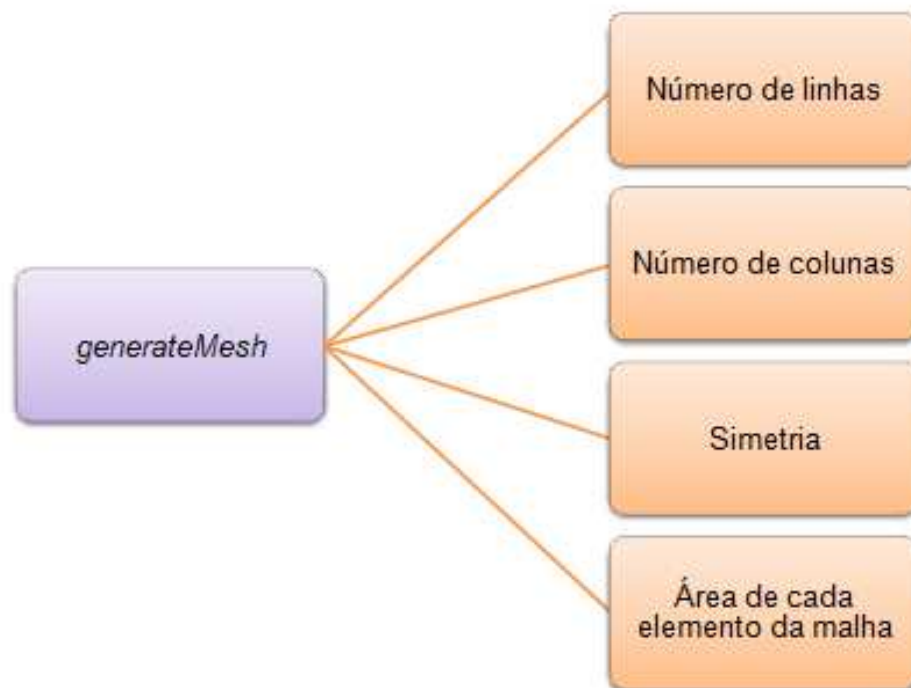 Número de linhas
Número de colunas
generateMesh
Simetria
Área de cada
elemento da malha